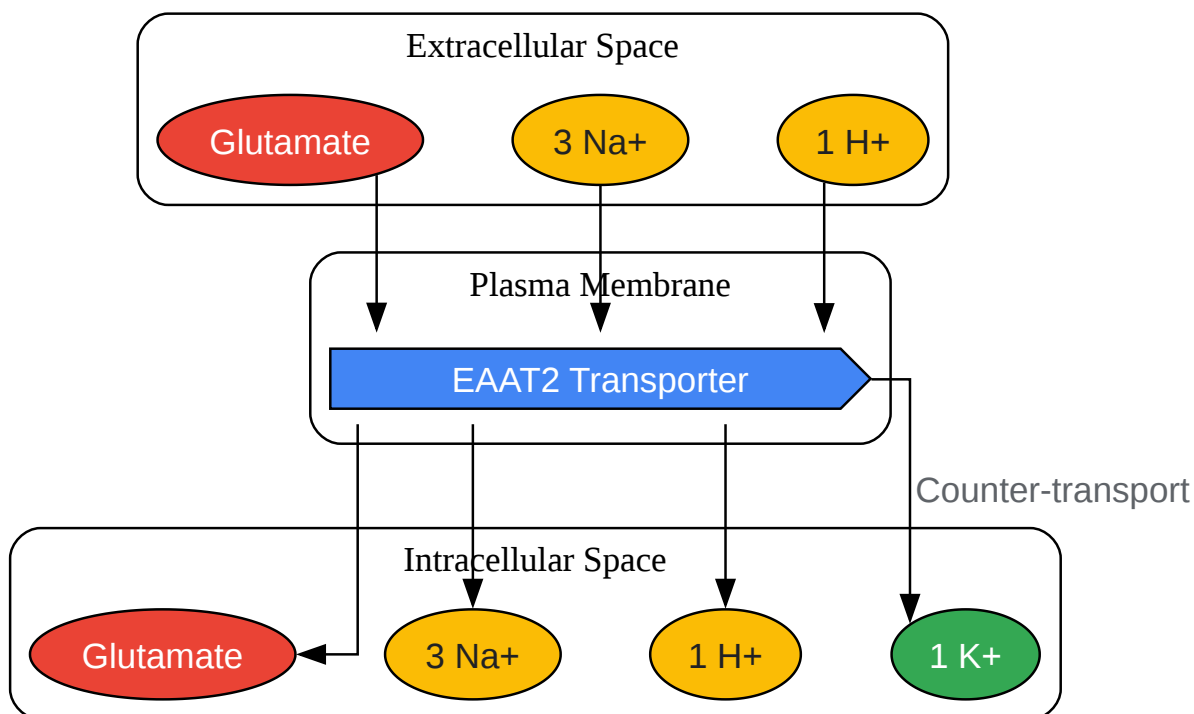 Extracellular Space
Glutamate
3 Na+
1 H+
Plasma Membrane
EAAT2 Transporter
Counter-transport
Intracellular Space
Glutamate
3 Na+
1 H+
1 K+